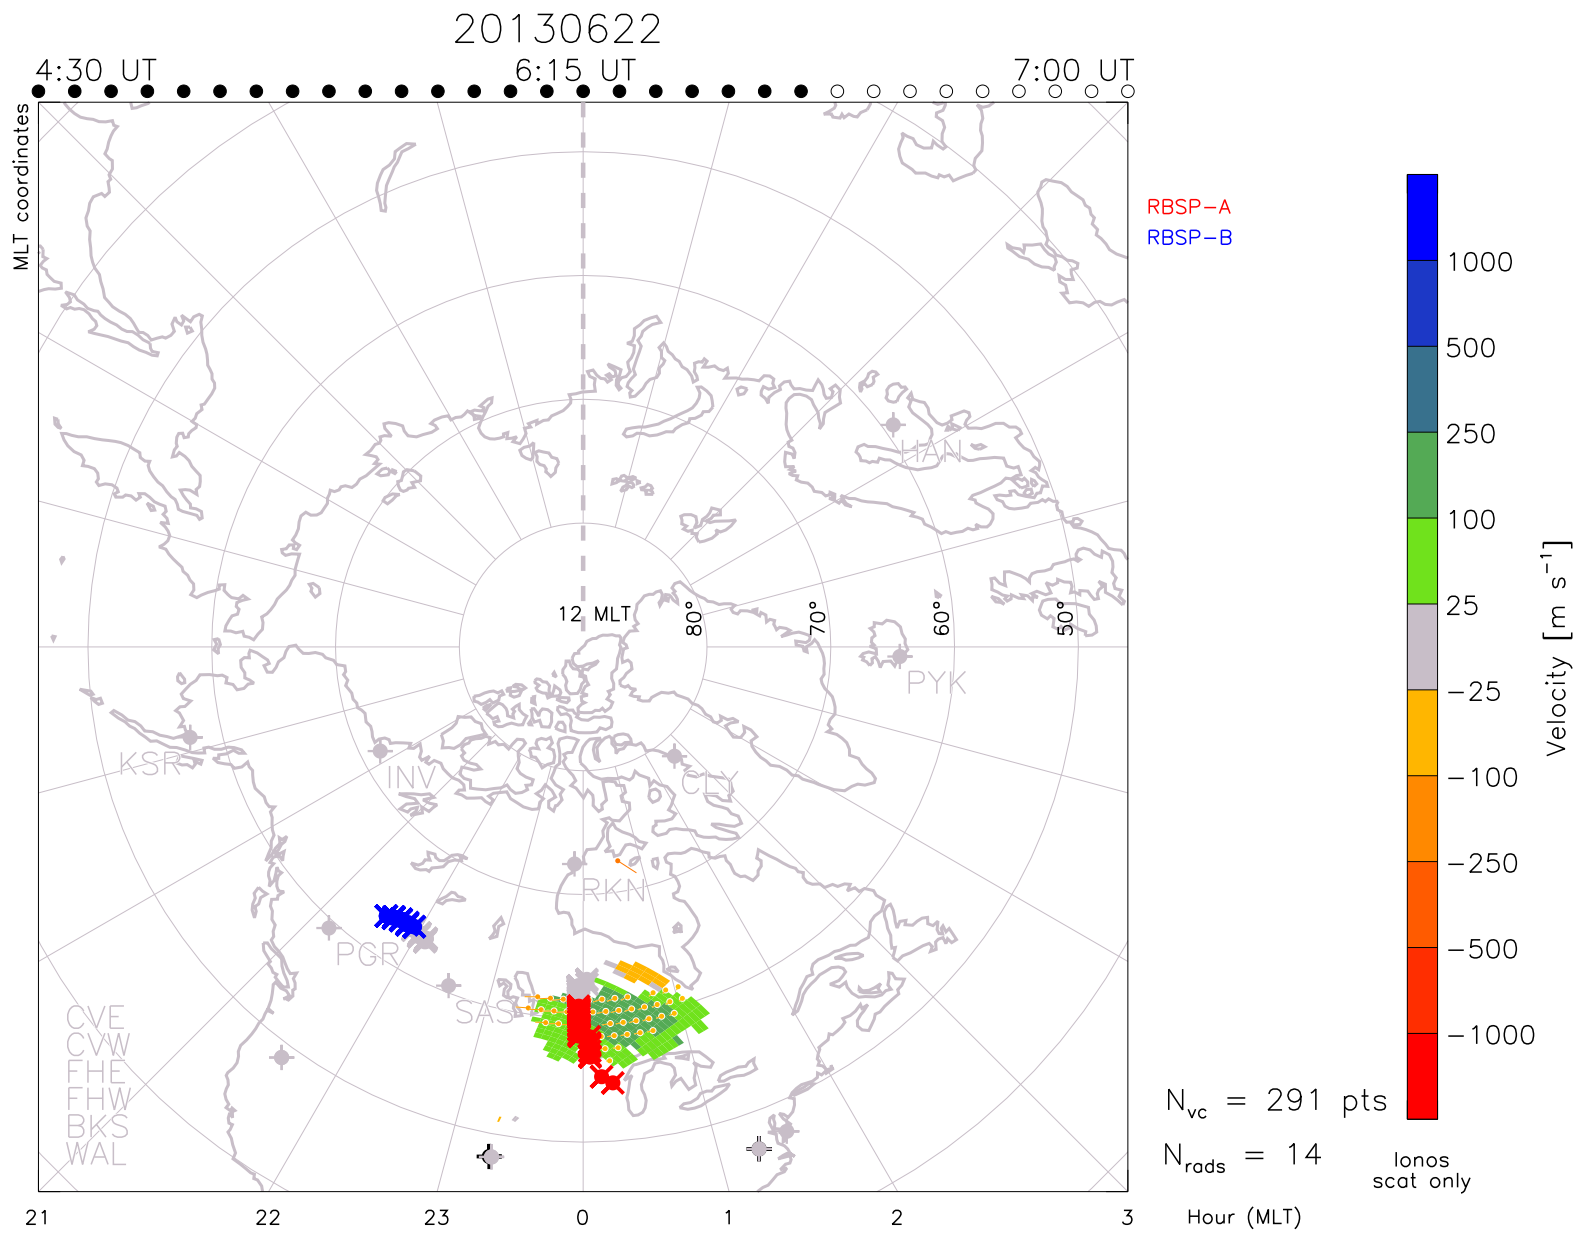 20130622
4:30 UT 6:15 UT 7:00 UT
MLT coordinates
RBSP-A
RBSP-B
12 MLT
80° 70° 60° 50°
HAN
PYK
KSR
INV
CLY
RKN
PGR
SAS
CVE
CVW
FHE
FHW
BKS
WAL
1000
500
250
100
25
-25
-100
-250
-500
-1000
Velocity [m s⁻¹]
Nvc = 291 pts
Nrads = 14
Ionos
scat only
21 22 23 0 1 2 3
Hour (MLT)